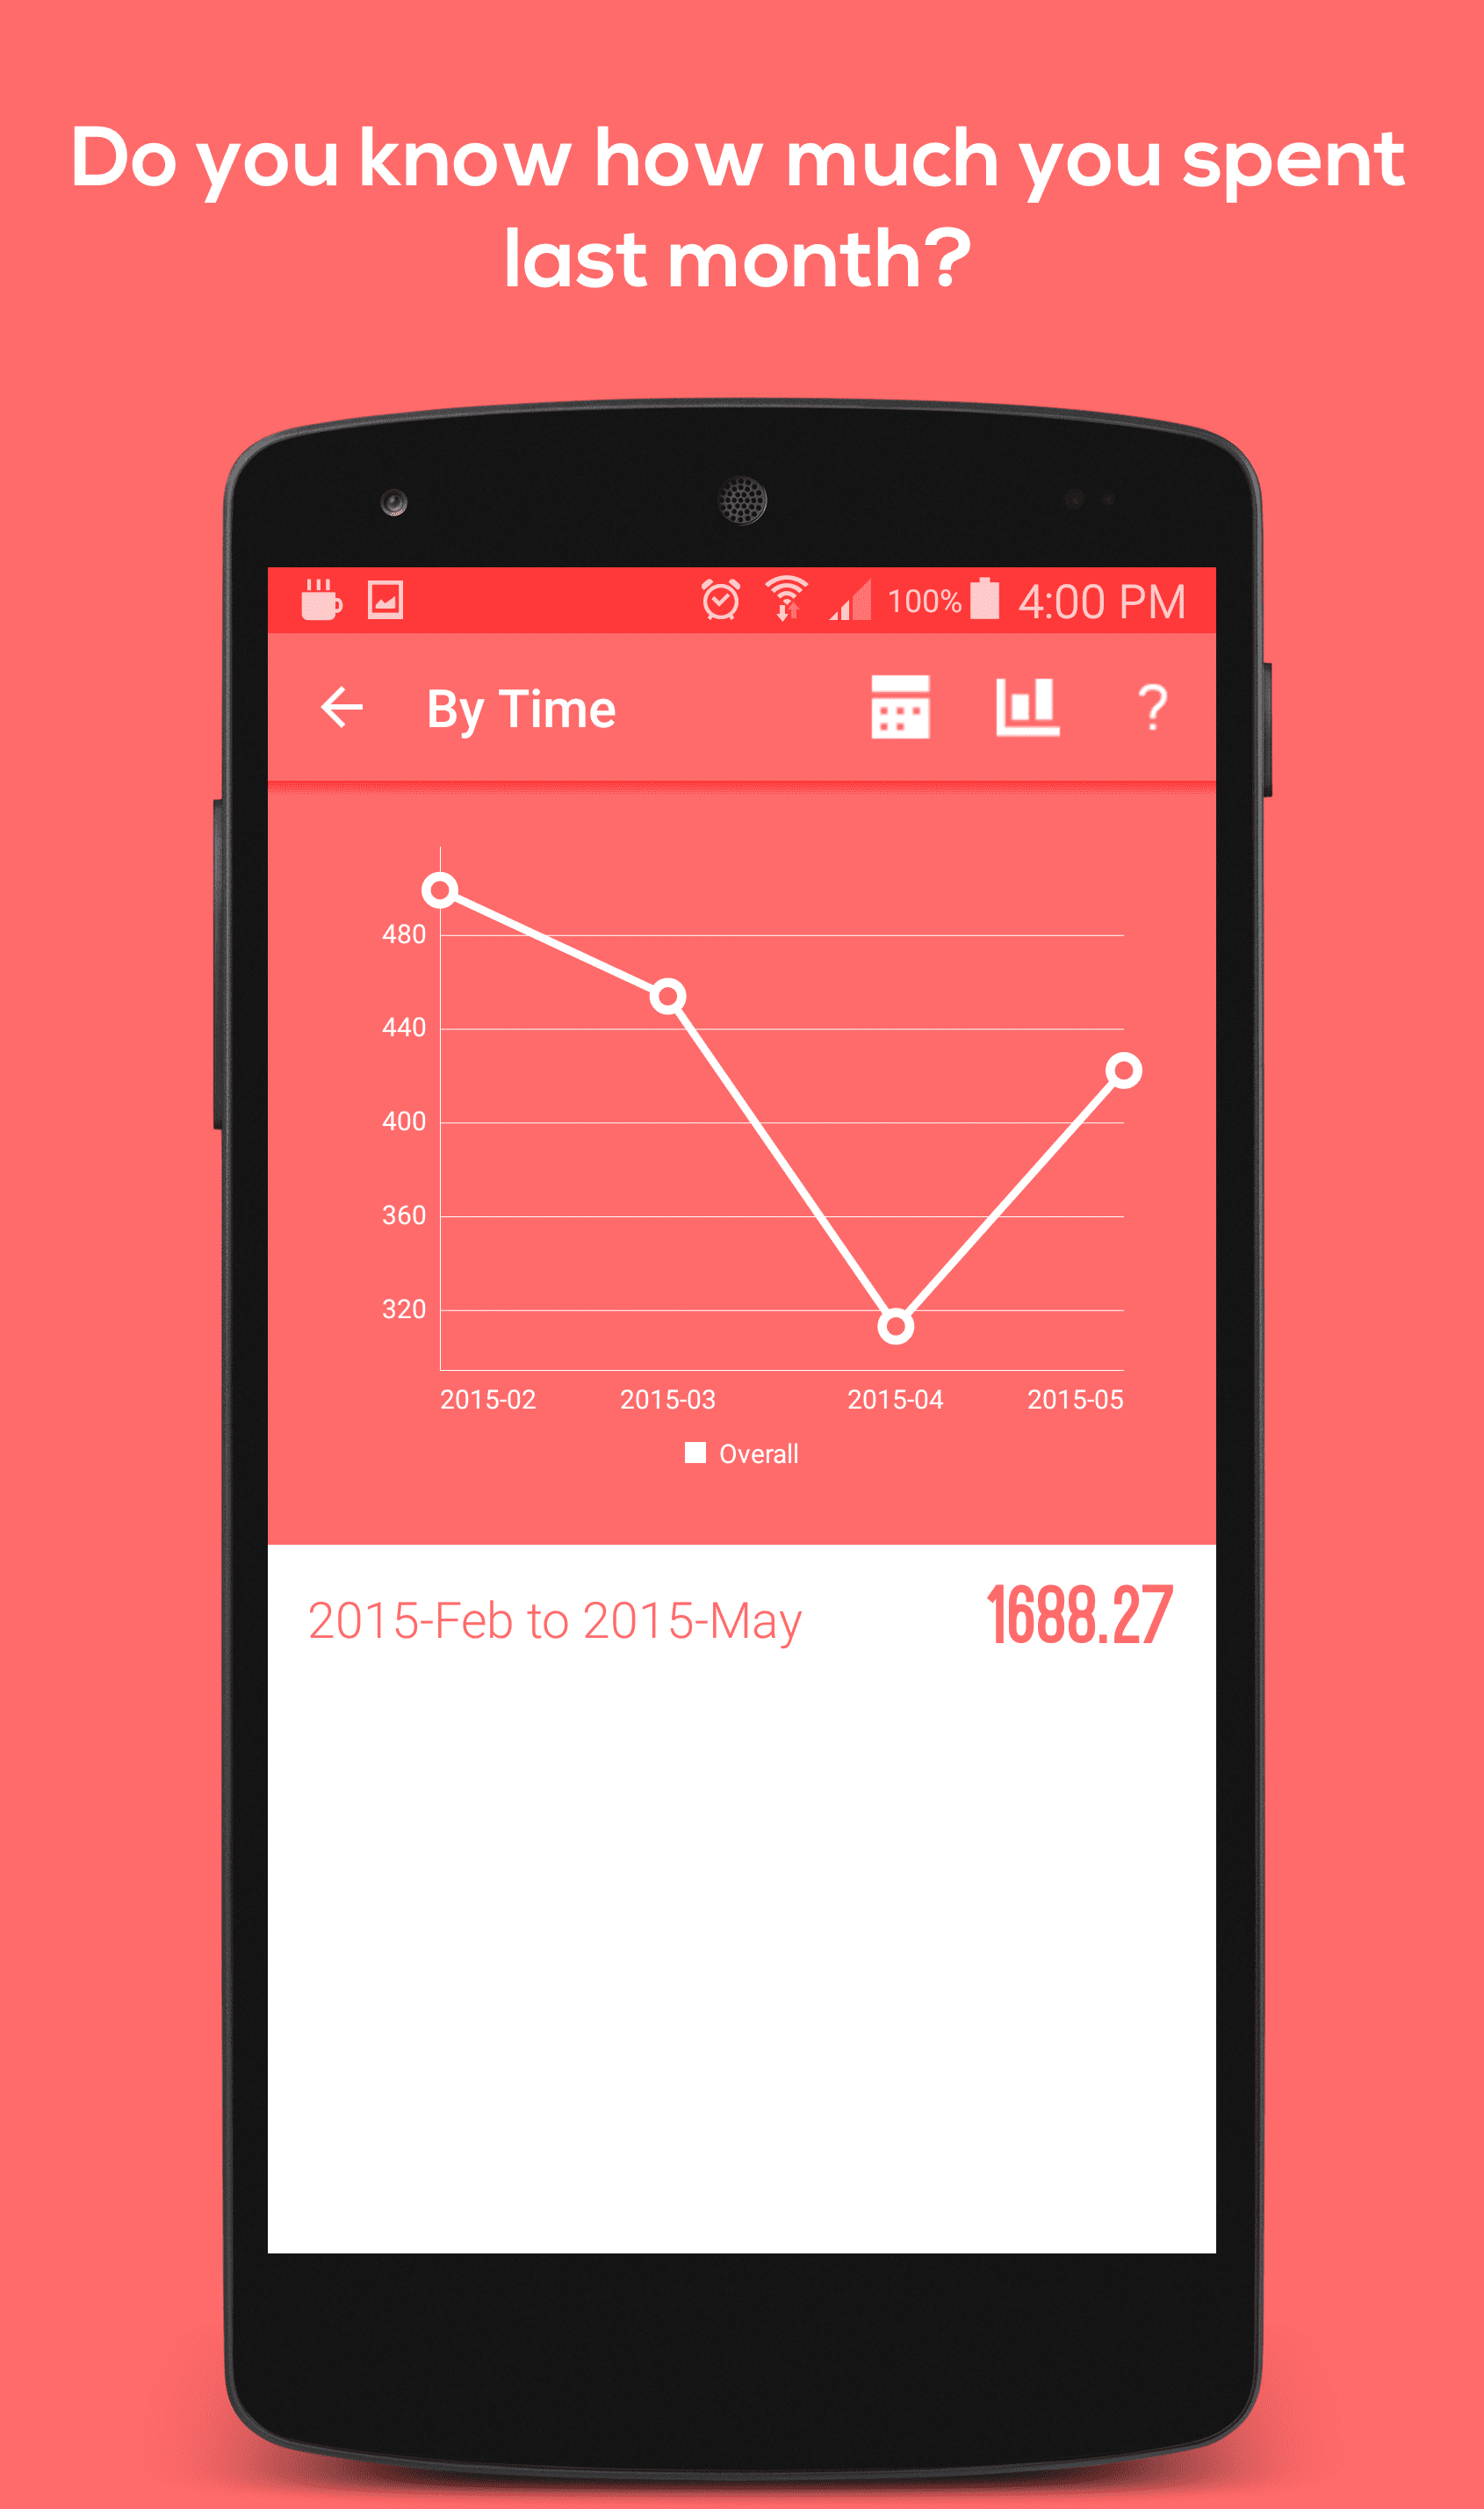 Do you know how much you spent
last month?
100% 4:00 PM
By Time ?
480
440
400
360
320
2015-02 2015-03 2015-04 2015-05
Overall
2015-Feb to 2015-May 1688.27